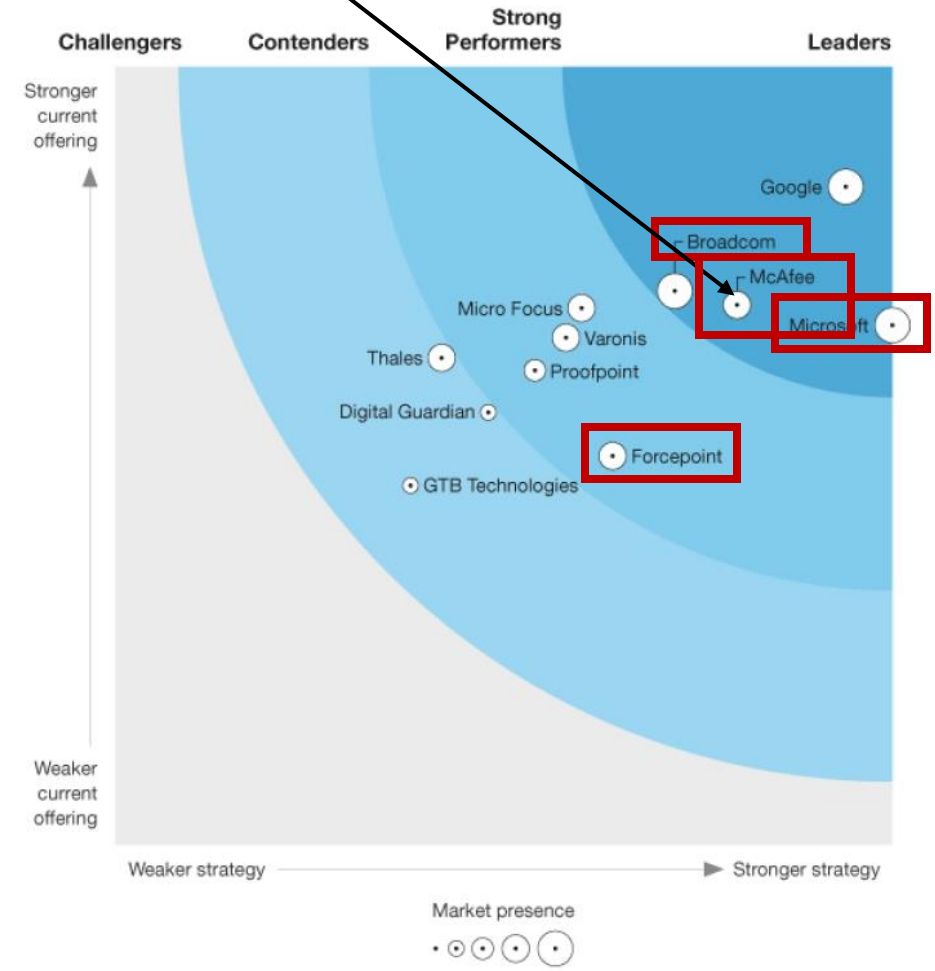 Challengers
Contenders
Strong
Performers
Leaders
Stronger
current
offering
Google
Broadcom
McAfee
Micro Focus
Microsoft
Varonis
Thales
Proofpoint
Digital Guardian
Forcepoint
GTB Technologies
Weaker
current
offering
Weaker strategy
Stronger strategy
Market presence